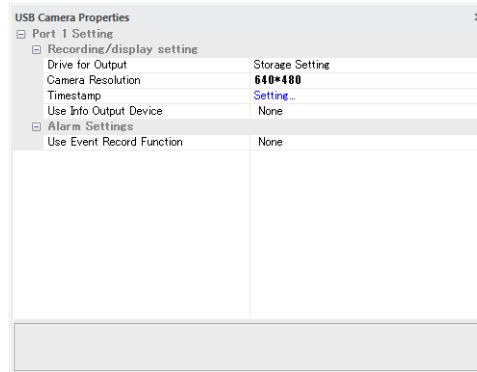 USB Camera Properties
Port 1 Setting
Recording/display setting
Drive for Output Storage Setting
Camera Resolution 640*480
Timestamp Setting...
Use Info Output Device None
Alarm Settings
Use Event Record Function None